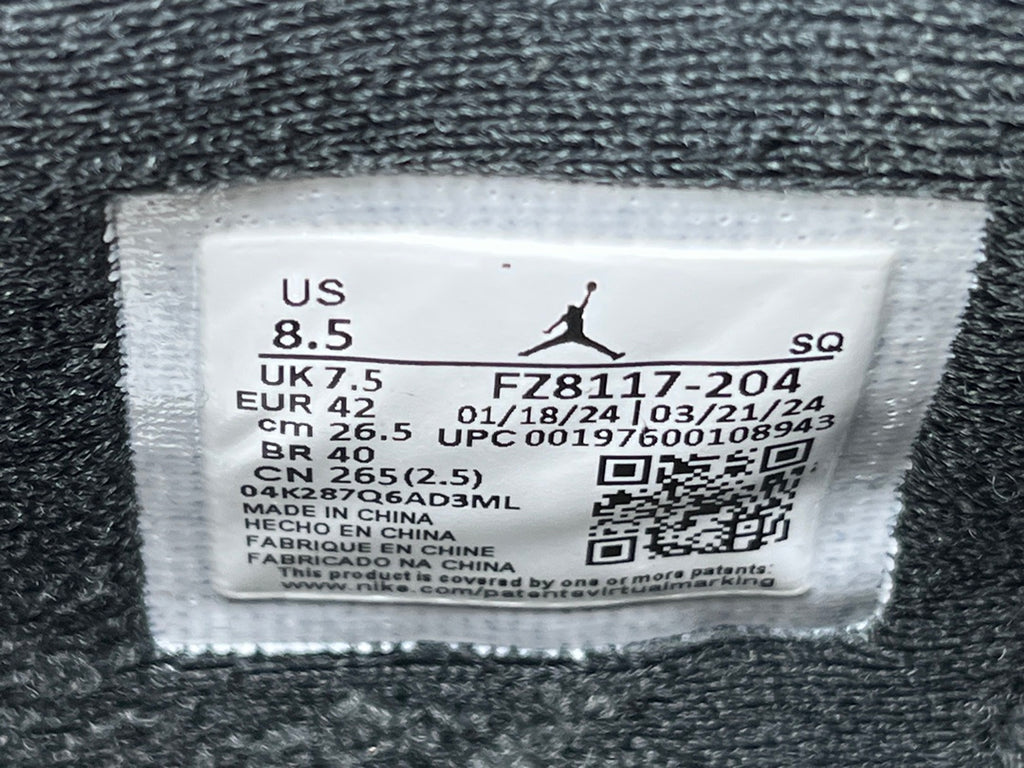 US
8.5
SQ
UK 7.5
FZ8117-204
EUR 42
01/18/24 | 03/21/24
cm 26.5
UPC 00197600108943
BR 40
CN 265(2.5)
04K287Q6AD3ML
MADE IN CHINA
HECHO EN CHINA
FABRIQUE EN CHINE
FABRICADO NA CHINA
This product is covered by one or more patents:
www.nike.com/patentsvirtualmarking